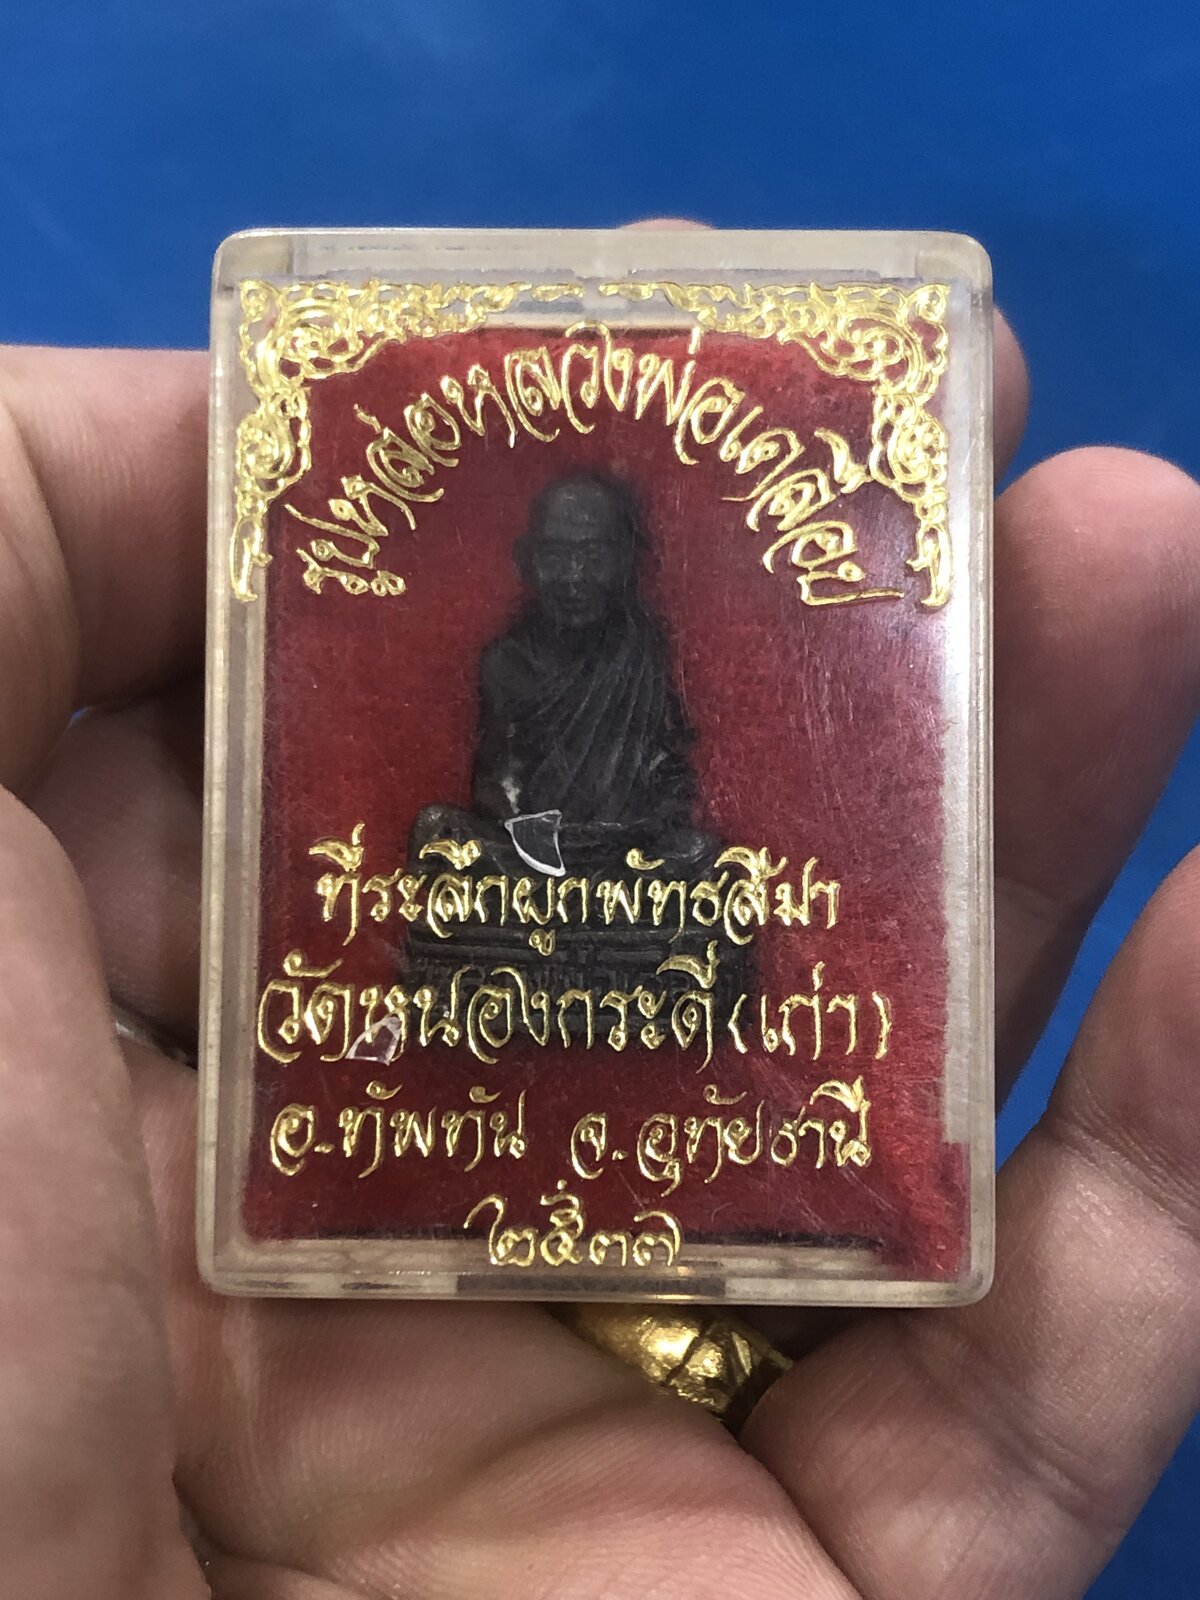 รูปหล่อหลวงพ่อเคลือบ
ที่ระลึกผูกพัทธสีมา
วัดหนองกระดี่(เก่า)
อ.ทัพทัน จ.อุทัยธานี
๒๕๓๗